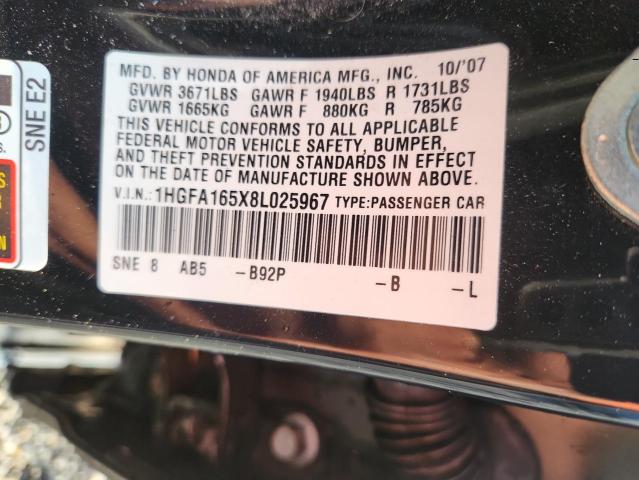 MFD. BY HONDA OF AMERICA MFG., INC. 10/'07
GVWR 3671LBS GAWR F 1940LBS R 1731LBS
GVWR 1665KG GAWR F 880KG R 785KG
THIS VEHICLE CONFORMS TO ALL APPLICABLE
FEDERAL MOTOR VEHICLE SAFETY, BUMPER,
AND THEFT PREVENTION STANDARDS IN EFFECT
ON THE DATE OF MANUFACTURE SHOWN ABOVE.
V.I.N.: 1HGFA165X8L025967 TYPE:PASSENGER CAR
SNE 8 AB5 -B92P -B -L
SNE E2